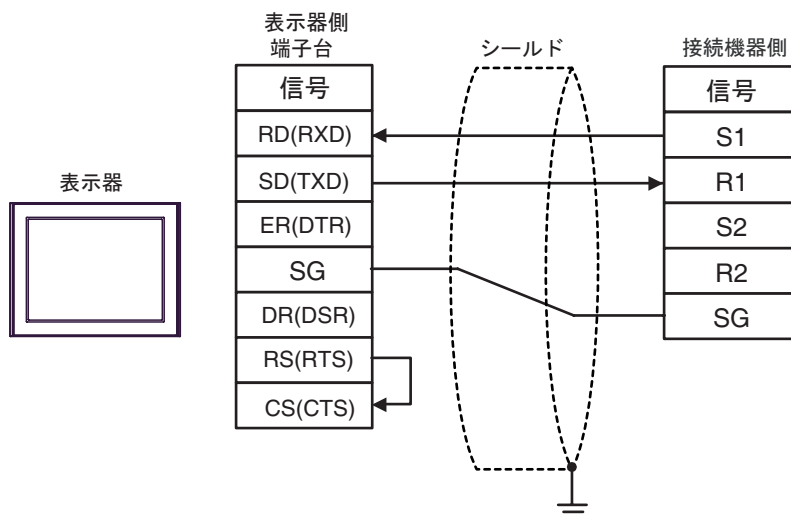 表示器側
端子台
シールド
接続機器側
表示器
信号
RD(RXD)
SD(TXD)
ER(DTR)
SG
DR(DSR)
RS(RTS)
CS(CTS)
信号
S1
R1
S2
R2
SG